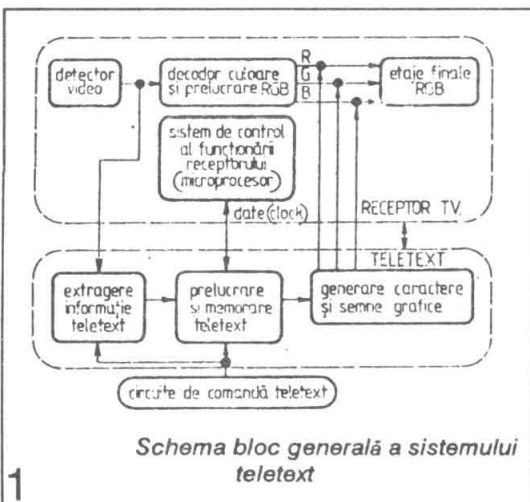 detector
video
decodor culoare
și prelucrare RGB
R
G
B
etaje finale
RGB
sistem de control
al funcționării
receptorului
(microprocesor)
date(clock)
RECEPTOR TV.
TELETEXT
extragere
informație
teletext
prelucrare
si memorare
teletext
generare caractere
și semne grafice
circuite de comandă teletext
Schema bloc generală a sistemului
teletext
1